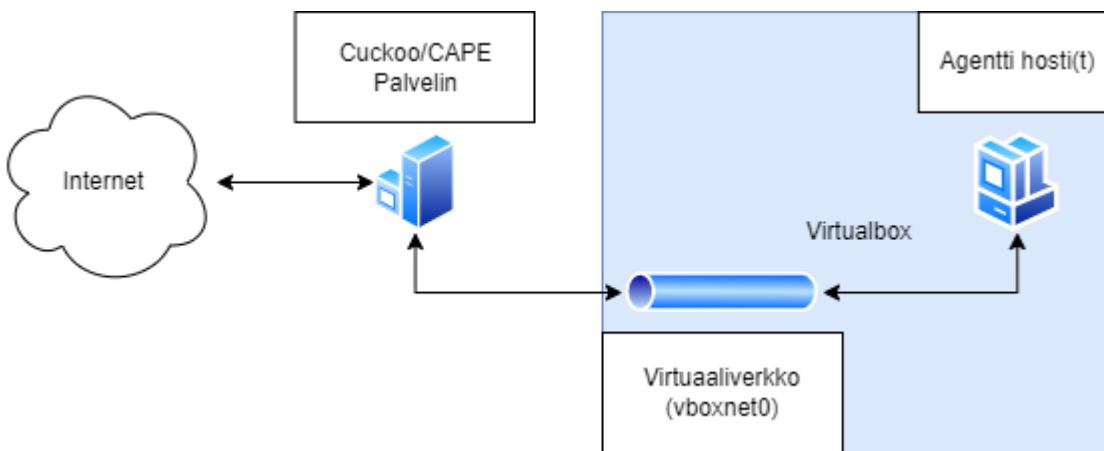 Cuckoo/CAPE
Palvelin
Agentti hosti(t)
Internet
Virtualbox
Virtuaaliverkko
(vboxnet0)